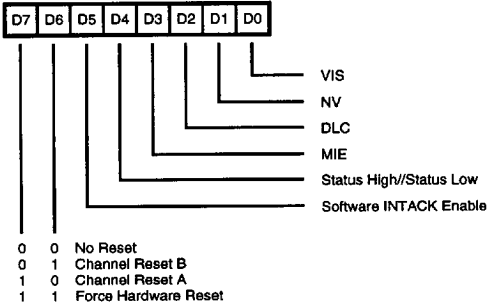 D7 D6 D5 D4 D3 D2 D1 D0
VIS
NV
DLC
MIE
Status High//Status Low
Software INTACK Enable
0 0 No Reset
0 1 Channel Reset B
1 0 Channel Reset A
1 1 Force Hardware Reset